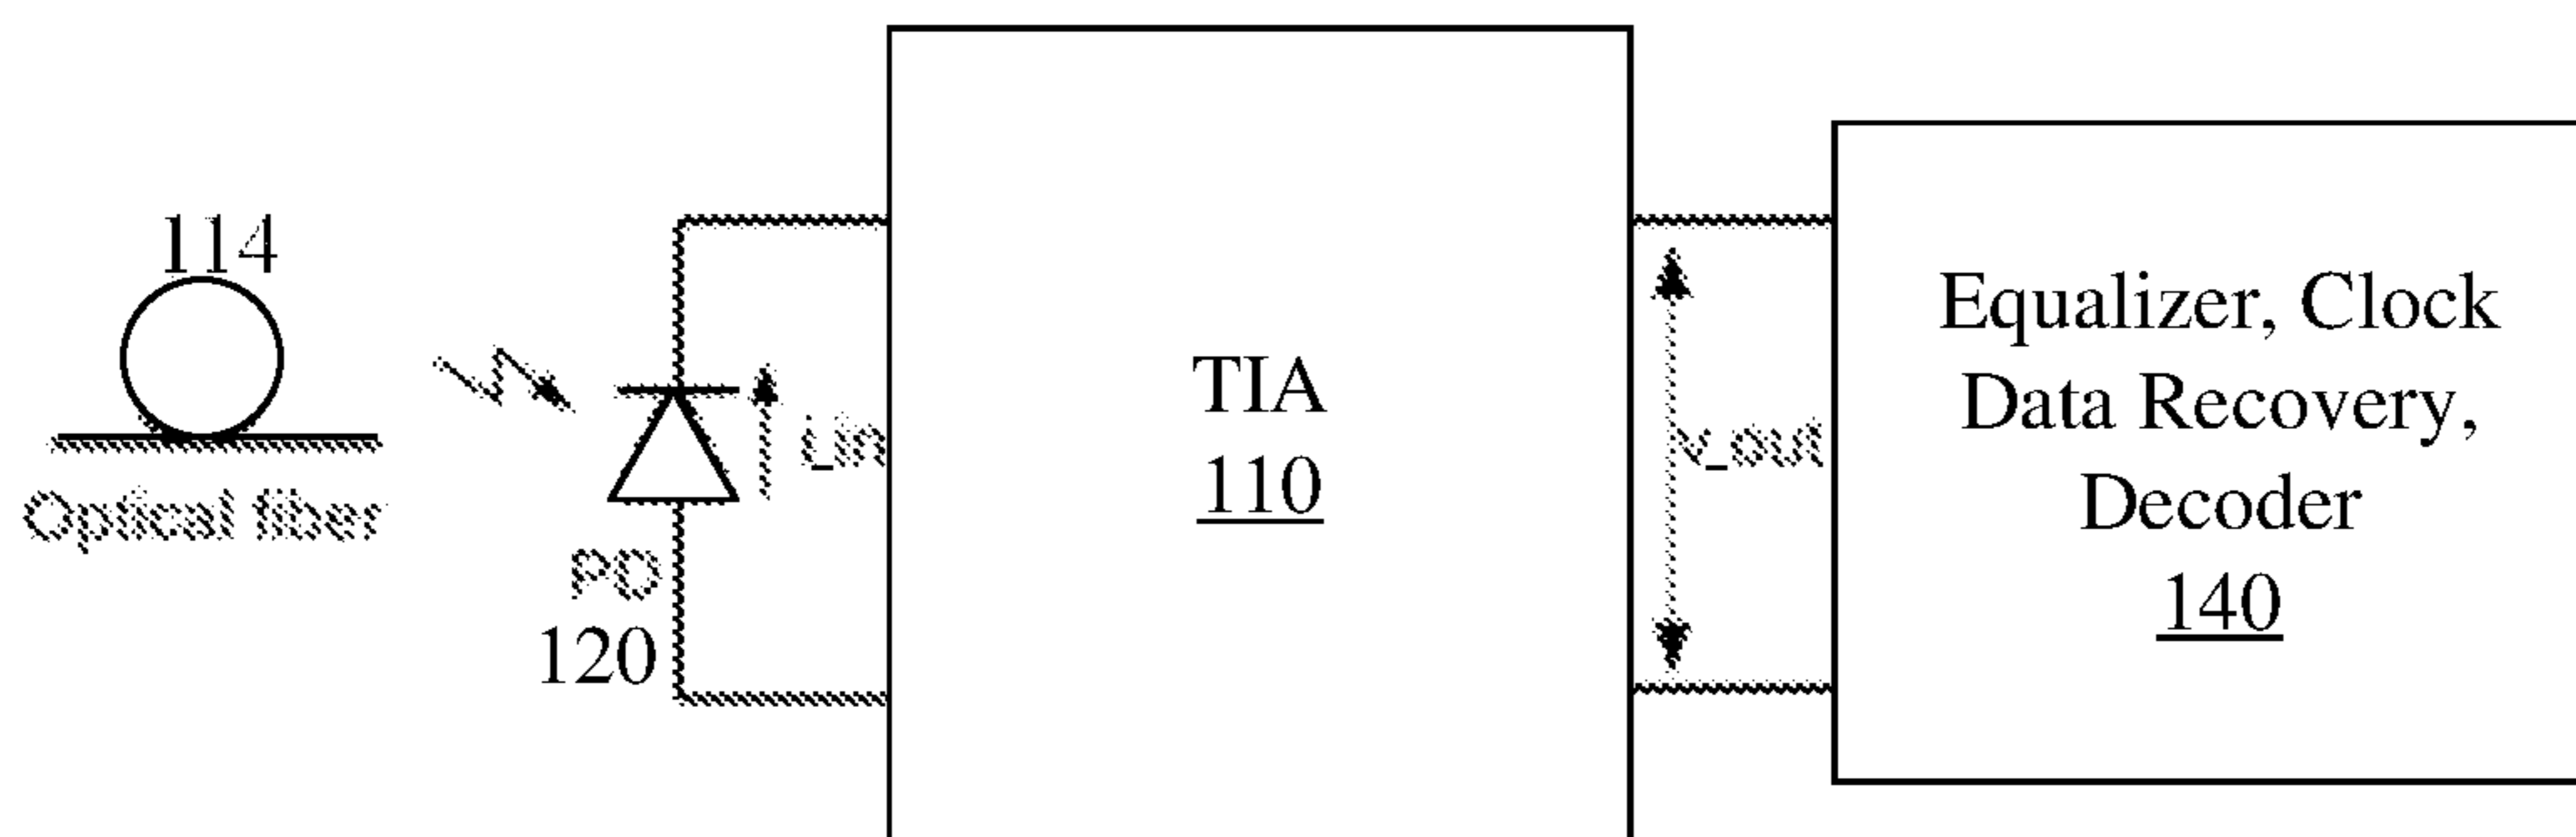 114
Optical fiber
PD
120
i_in
TIA
110
v_out
Equalizer, Clock
Data Recovery,
Decoder
140